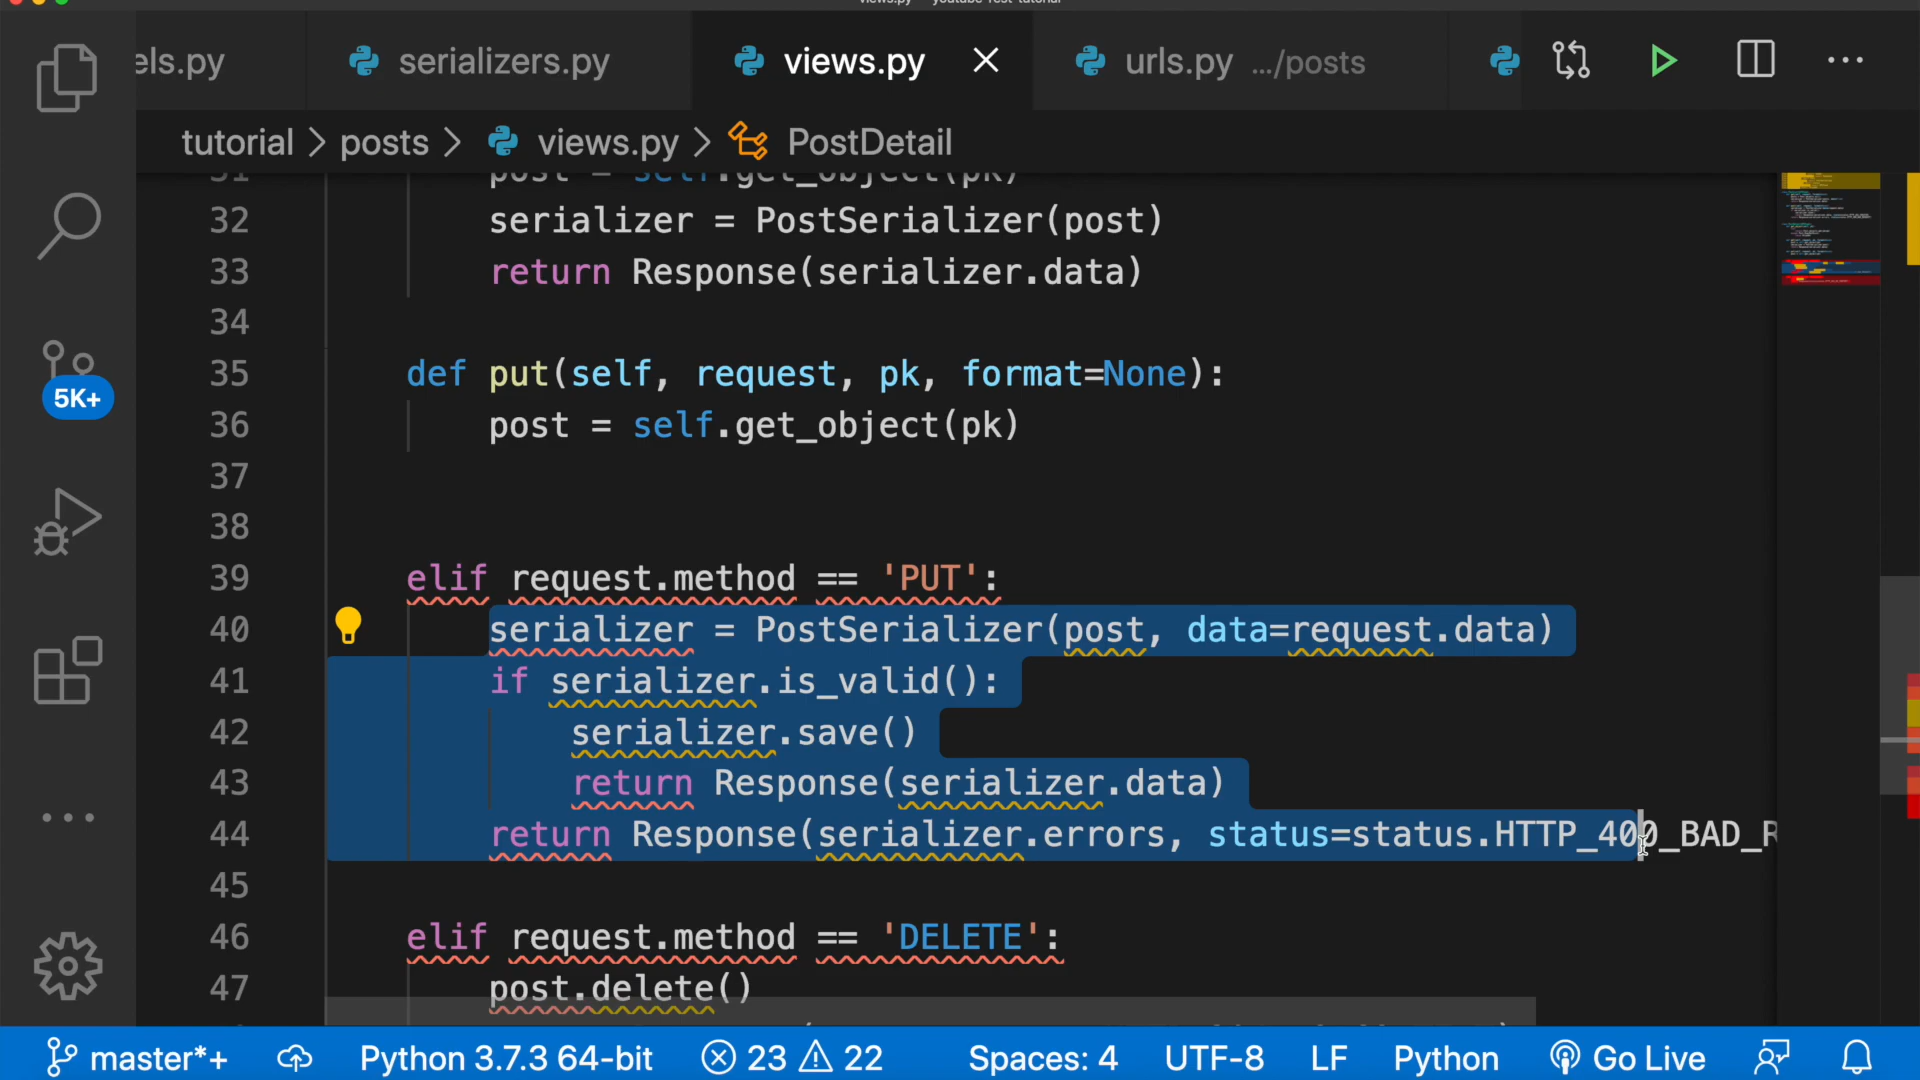 els.py serializers.py views.py urls.py .../posts
tutorial > posts > views.py > PostDetail
31 post = self.get_object(pk)
32 serializer = PostSerializer(post)
33 return Response(serializer.data)
34
35 def put(self, request, pk, format=None):
36 post = self.get_object(pk)
37
38
39 elif request.method == 'PUT':
40 serializer = PostSerializer(post, data=request.data)
41 if serializer.is_valid():
42 serializer.save()
43 return Response(serializer.data)
44 return Response(serializer.errors, status=status.HTTP_400_BAD_R
45
46 elif request.method == 'DELETE':
47 post.delete()
5K+
master*+ Python 3.7.3 64-bit 23 22 Spaces: 4 UTF-8 LF Python Go Live